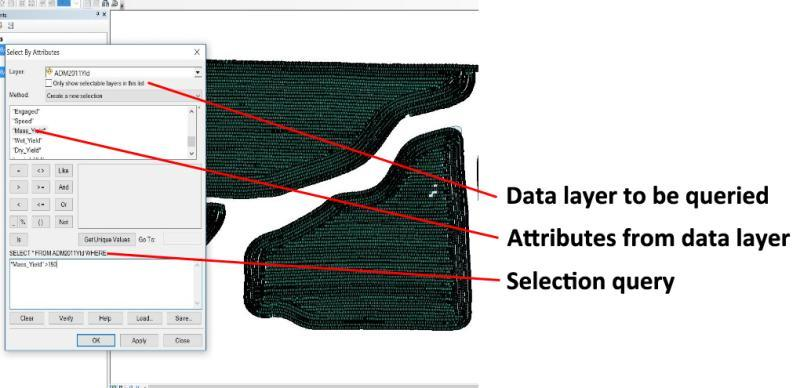 nts
Select By Attributes
Layer:
ADM2011Yld
Only show selectable layers in this list
Method:
Create a new selection
"Engaged"
"Speed"
"Mass_Yield"
"Wet_Yield"
"Dry_Yield"
= <> Like
> >= And
< <= Or
_ % () Not
Is
Get Unique Values
Go To:
SELECT * FROM ADM2011Yld WHERE:
"Mass_Yield">150
Clear
Verify
Help
Load...
Save...
OK
Apply
Close
Data layer to be queried
Attributes from data layer
Selection query